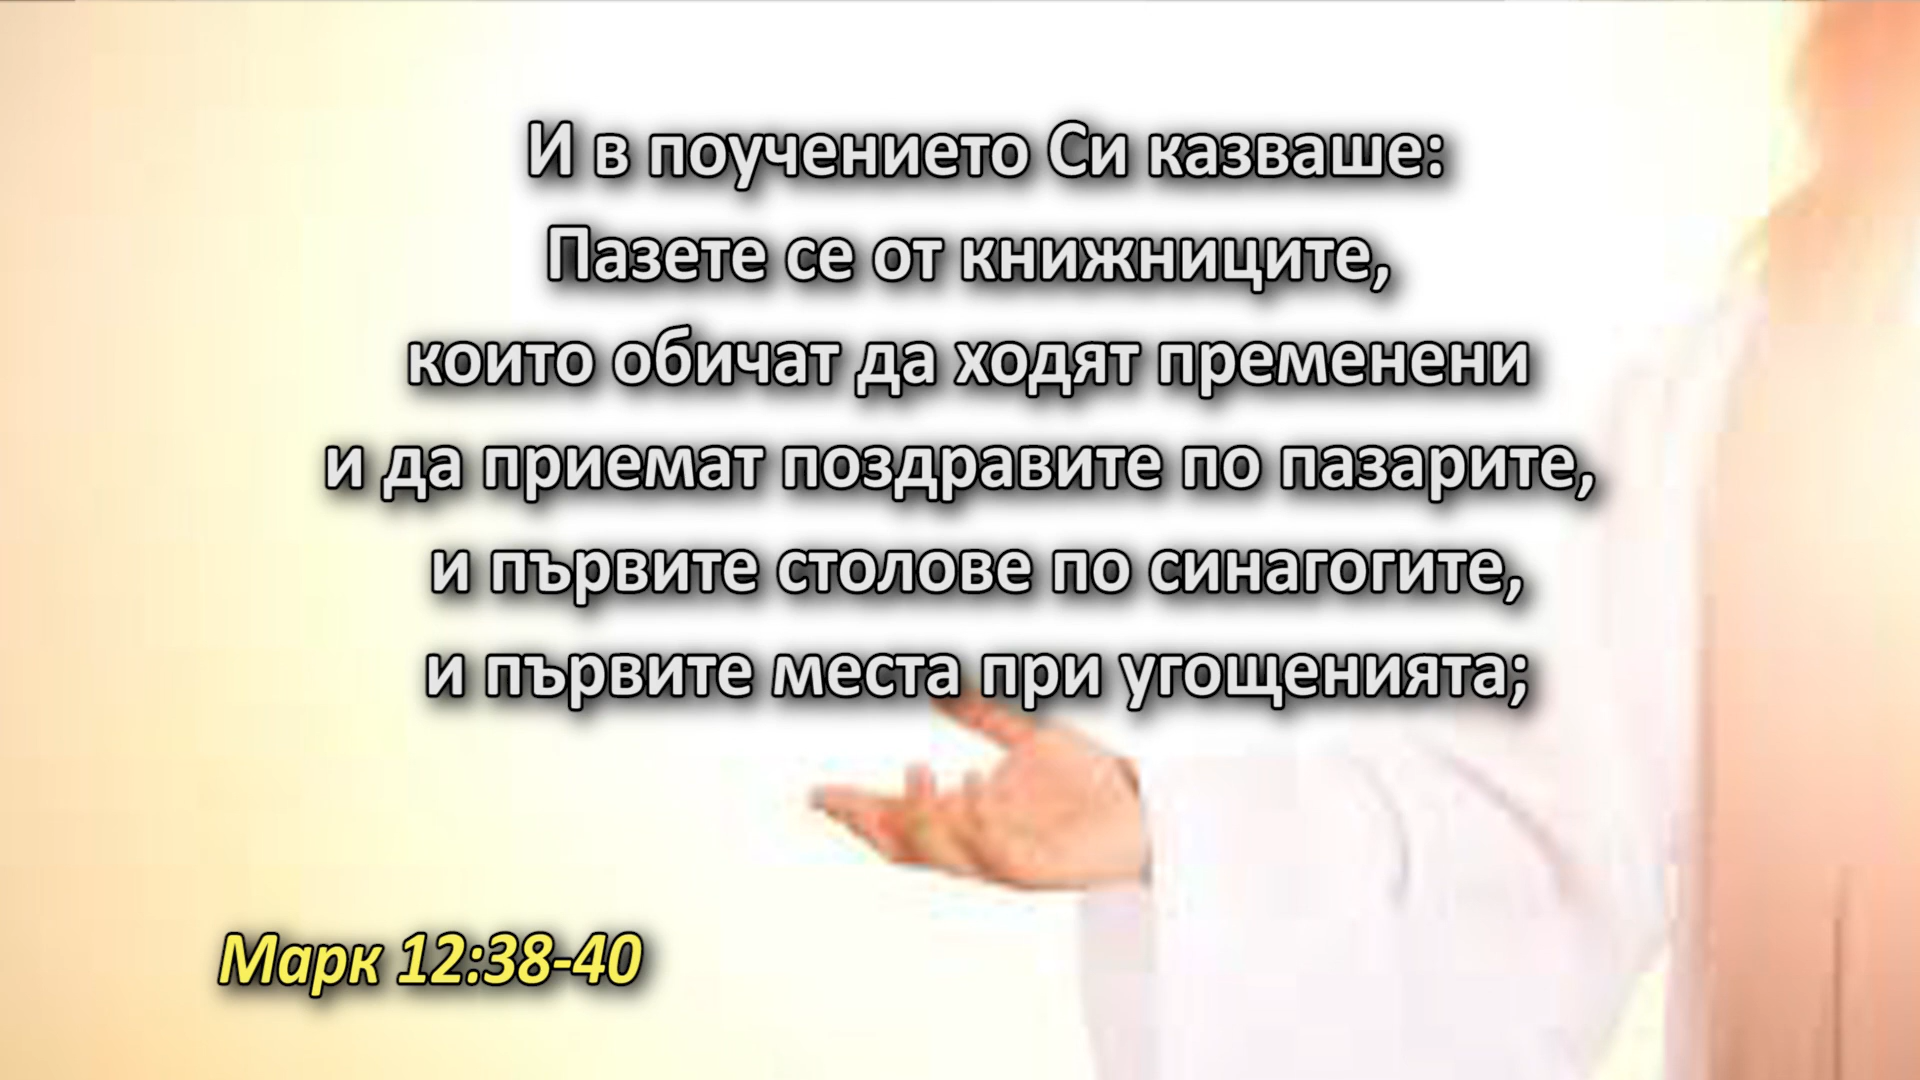 И в поучението Си казваше:
Пазете се от книжниците,
които обичат да ходят пременени
и да приемат поздравите по пазарите,
и първите столове по синагогите,
и първите места при угощенията;
Марк 12:38-40